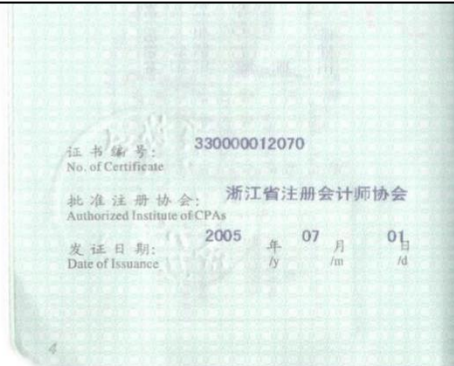 证书编号: 330000012070
No. of Certificate
批准注册协会: 浙江省注册会计师协会
Authorized Institute of CPAs
发证日期: 2005 年 07 月 01 日
Date of Issuance /y /m /d
4